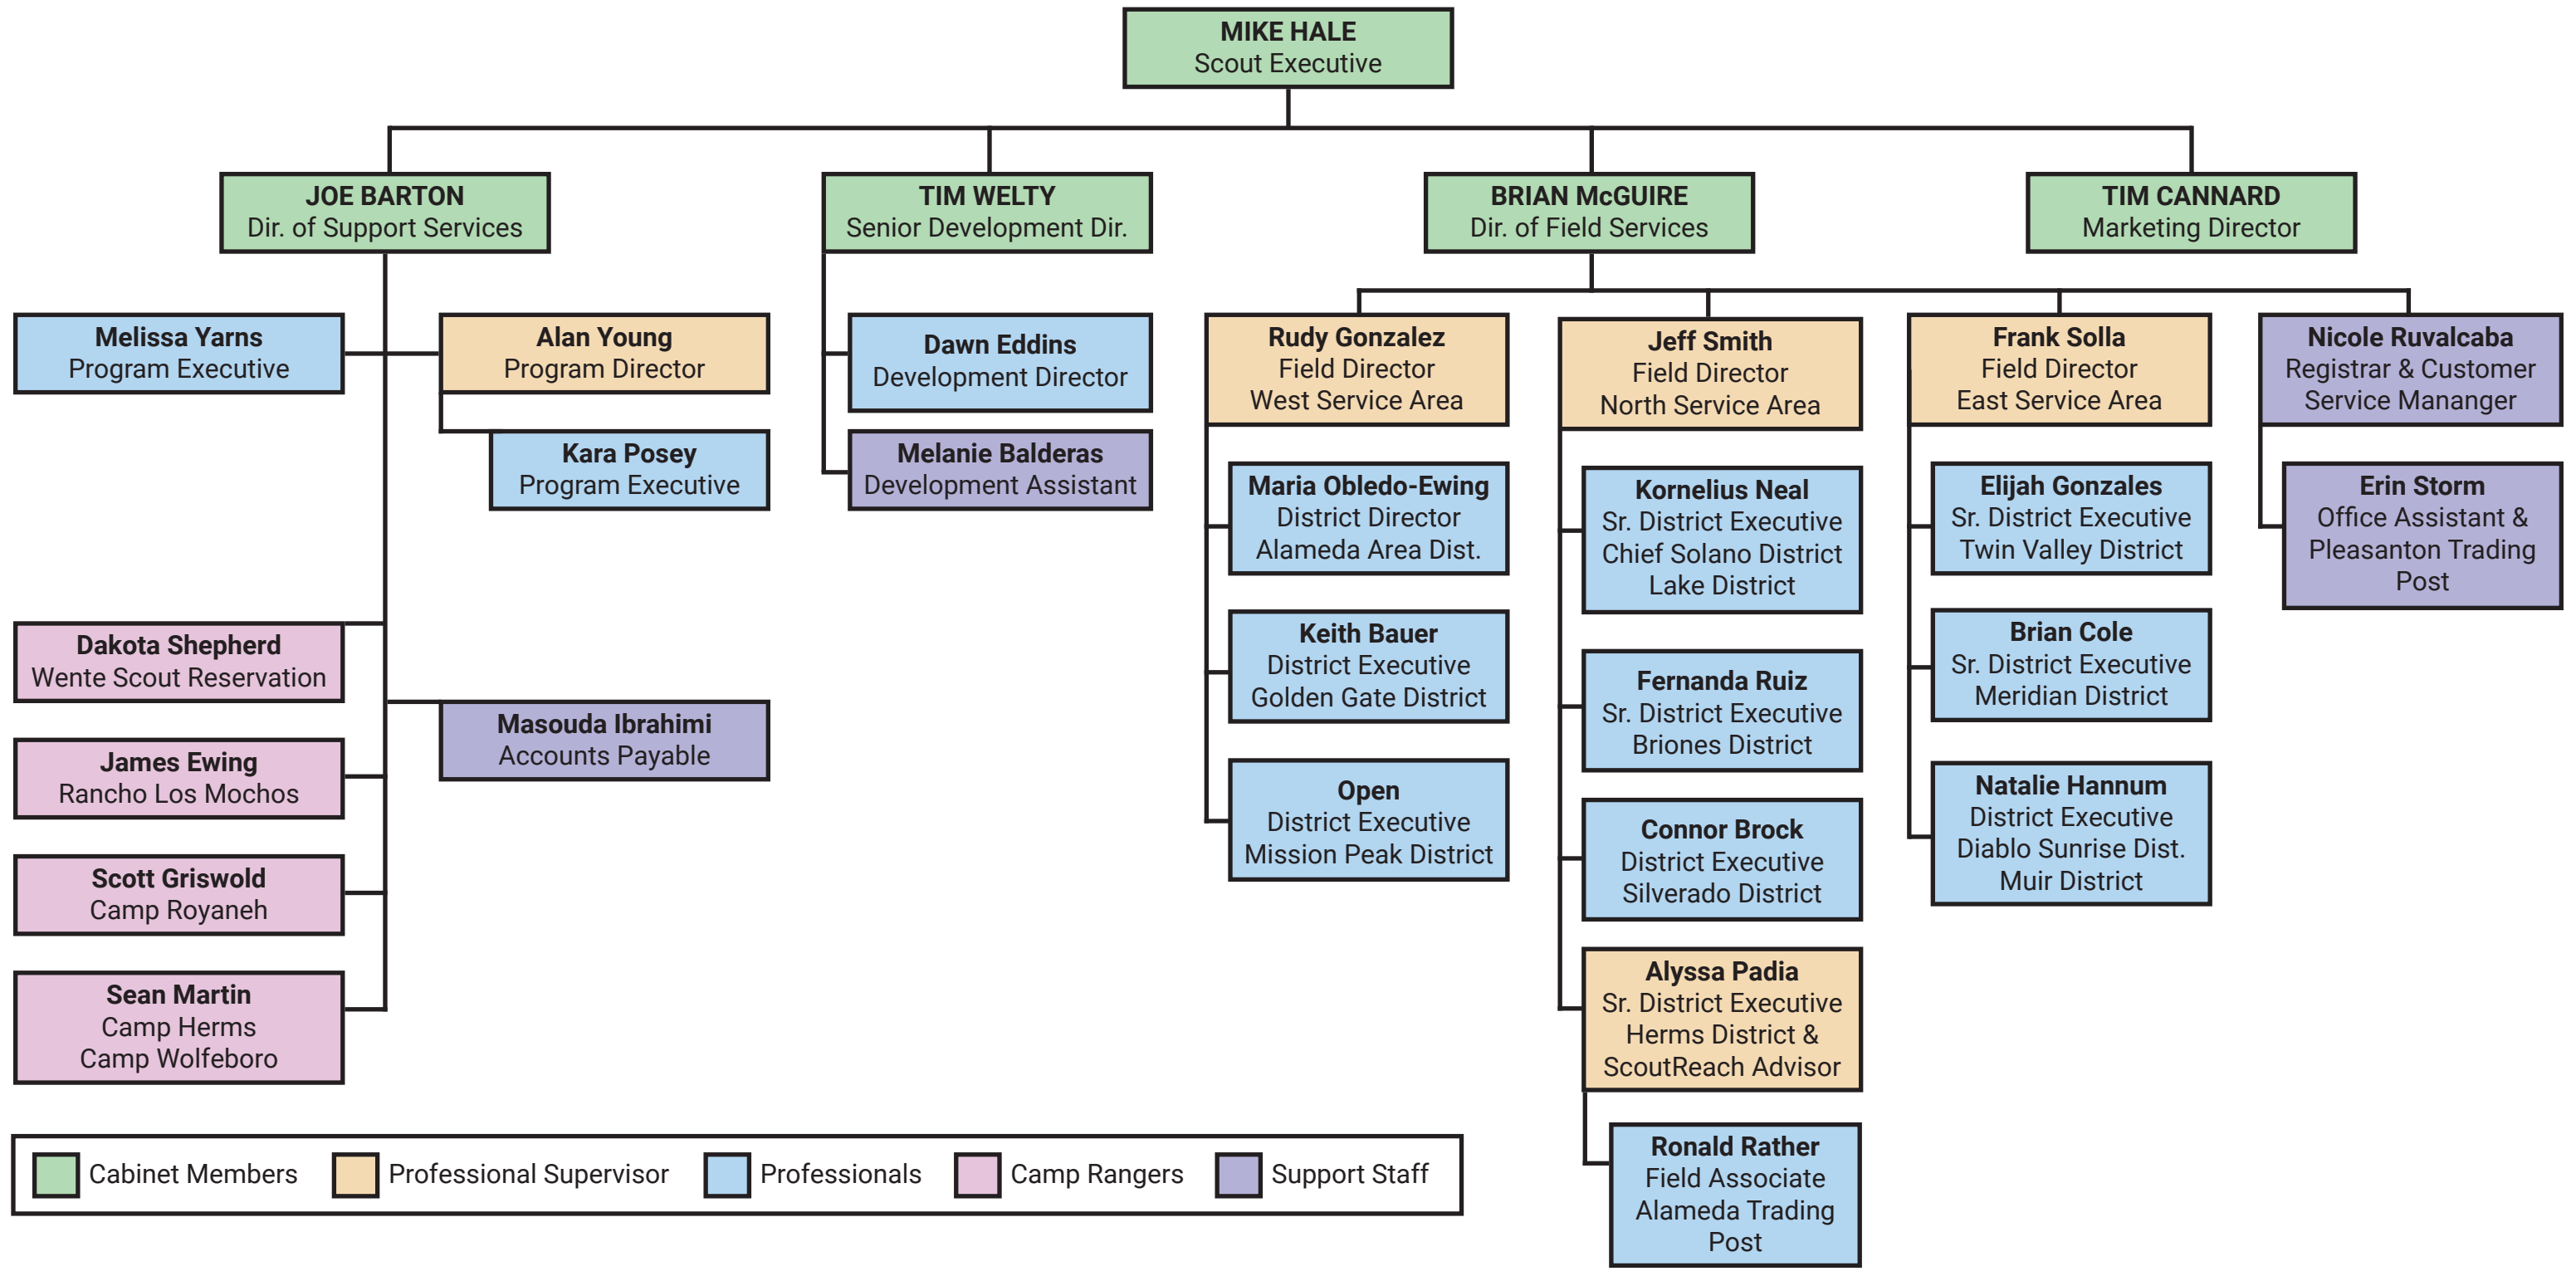 MIKE HALE
Scout Executive
JOE BARTON
Dir. of Support Services
TIM WELTY
Senior Development Dir.
BRIAN McGUIRE
Dir. of Field Services
TIM CANNARD
Marketing Director
Melissa Yarns
Program Executive
Alan Young
Program Director
Kara Posey
Program Executive
Dakota Shepherd
Wente Scout Reservation
James Ewing
Rancho Los Mochos
Scott Griswold
Camp Royaneh
Sean Martin
Camp Herms
Camp Wolfeboro
Masouda Ibrahimi
Accounts Payable
Dawn Eddins
Development Director
Melanie Balderas
Development Assistant
Rudy Gonzalez
Field Director
West Service Area
Maria Obledo-Ewing
District Director
Alameda Area Dist.
Keith Bauer
District Executive
Golden Gate District
Open
District Executive
Mission Peak District
Jeff Smith
Field Director
North Service Area
Kornelius Neal
Sr. District Executive
Chief Solano District
Lake District
Fernanda Ruiz
Sr. District Executive
Briones District
Connor Brock
District Executive
Silverado District
Alyssa Padia
Sr. District Executive
Herms District &
ScoutReach Advisor
Ronald Rather
Field Associate
Alameda Trading
Post
Frank Solla
Field Director
East Service Area
Elijah Gonzales
Sr. District Executive
Twin Valley District
Brian Cole
Sr. District Executive
Meridian District
Natalie Hannum
District Executive
Diablo Sunrise Dist.
Muir District
Nicole Ruvalcaba
Registrar & Customer
Service Mananger
Erin Storm
Office Assistant &
Pleasanton Trading
Post
Cabinet Members
Professional Supervisor
Professionals
Camp Rangers
Support Staff